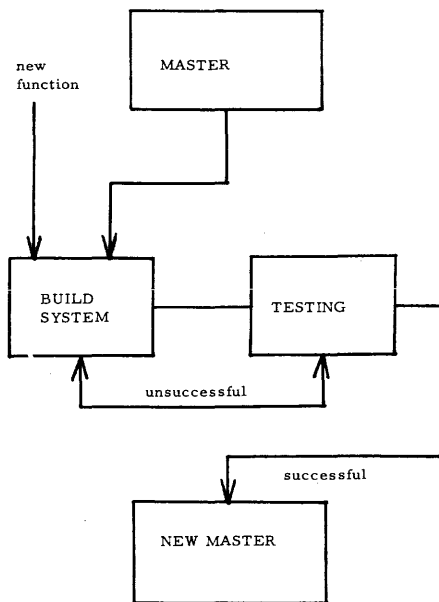 new
function
MASTER
BUILD
SYSTEM
TESTING
unsuccessful
successful
NEW MASTER